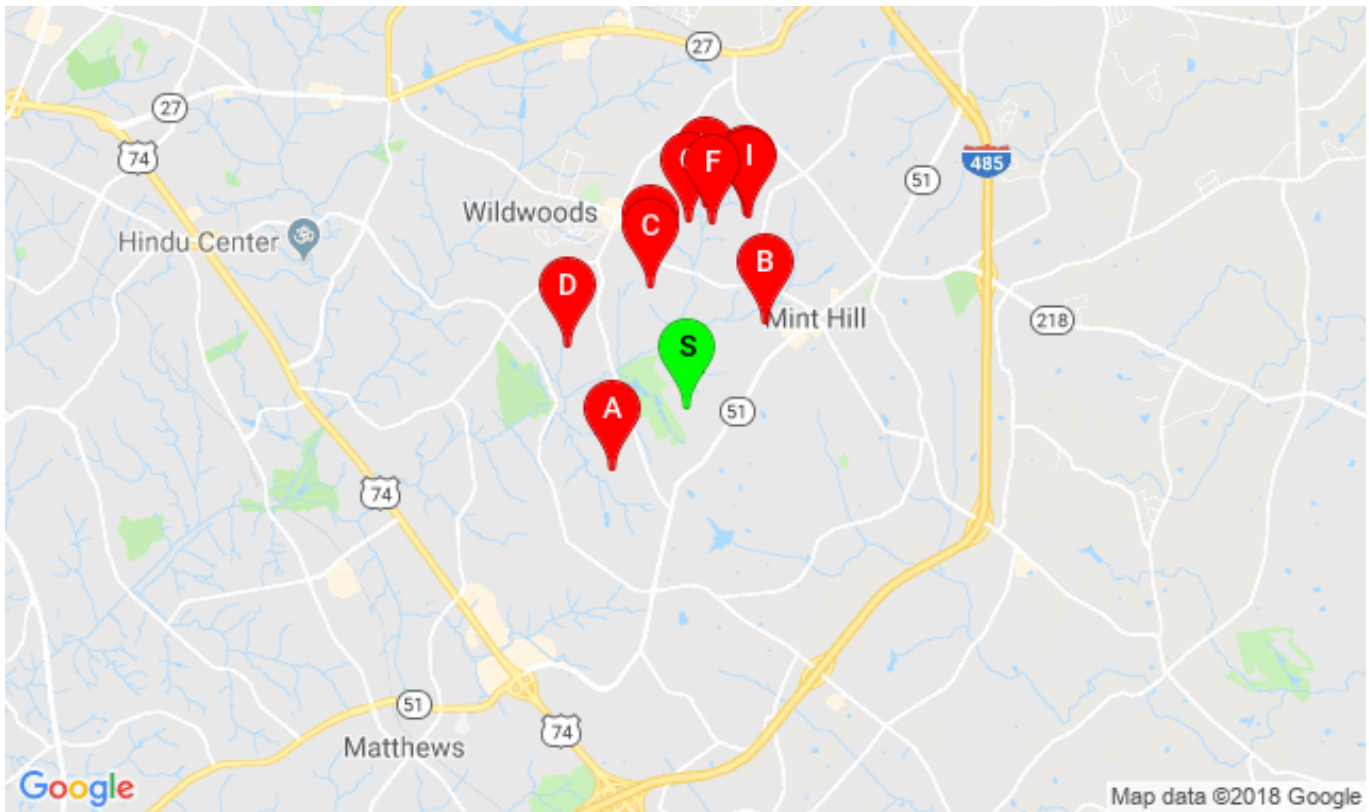 27
27
74
I
F
485
51
Wildwoods
C
Hindu Center
B
D
Mint Hill
218
S
A
51
74
51
74
Matthews
Google
Map data ©2018 Google